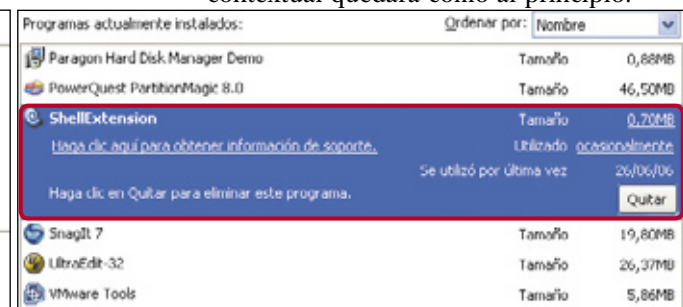 contextual quedará como al principio.
Programas actualmente instalados: Ordenar por: Nombre
Paragon Hard Disk Manager Demo Tamaño 0,88MB
PowerQuest PartitionMagic 8.0 Tamaño 46,50MB
ShellExtension Tamaño 0,70MB
Haga clic aquí para obtener información de soporte. Utilizado ocasionalmente
Se utilizó por última vez 26/06/06
Haga clic en Quitar para eliminar este programa. Quitar
SnagIt 7 Tamaño 19,80MB
UltraEdit-32 Tamaño 26,37MB
VMware Tools Tamaño 5,86MB